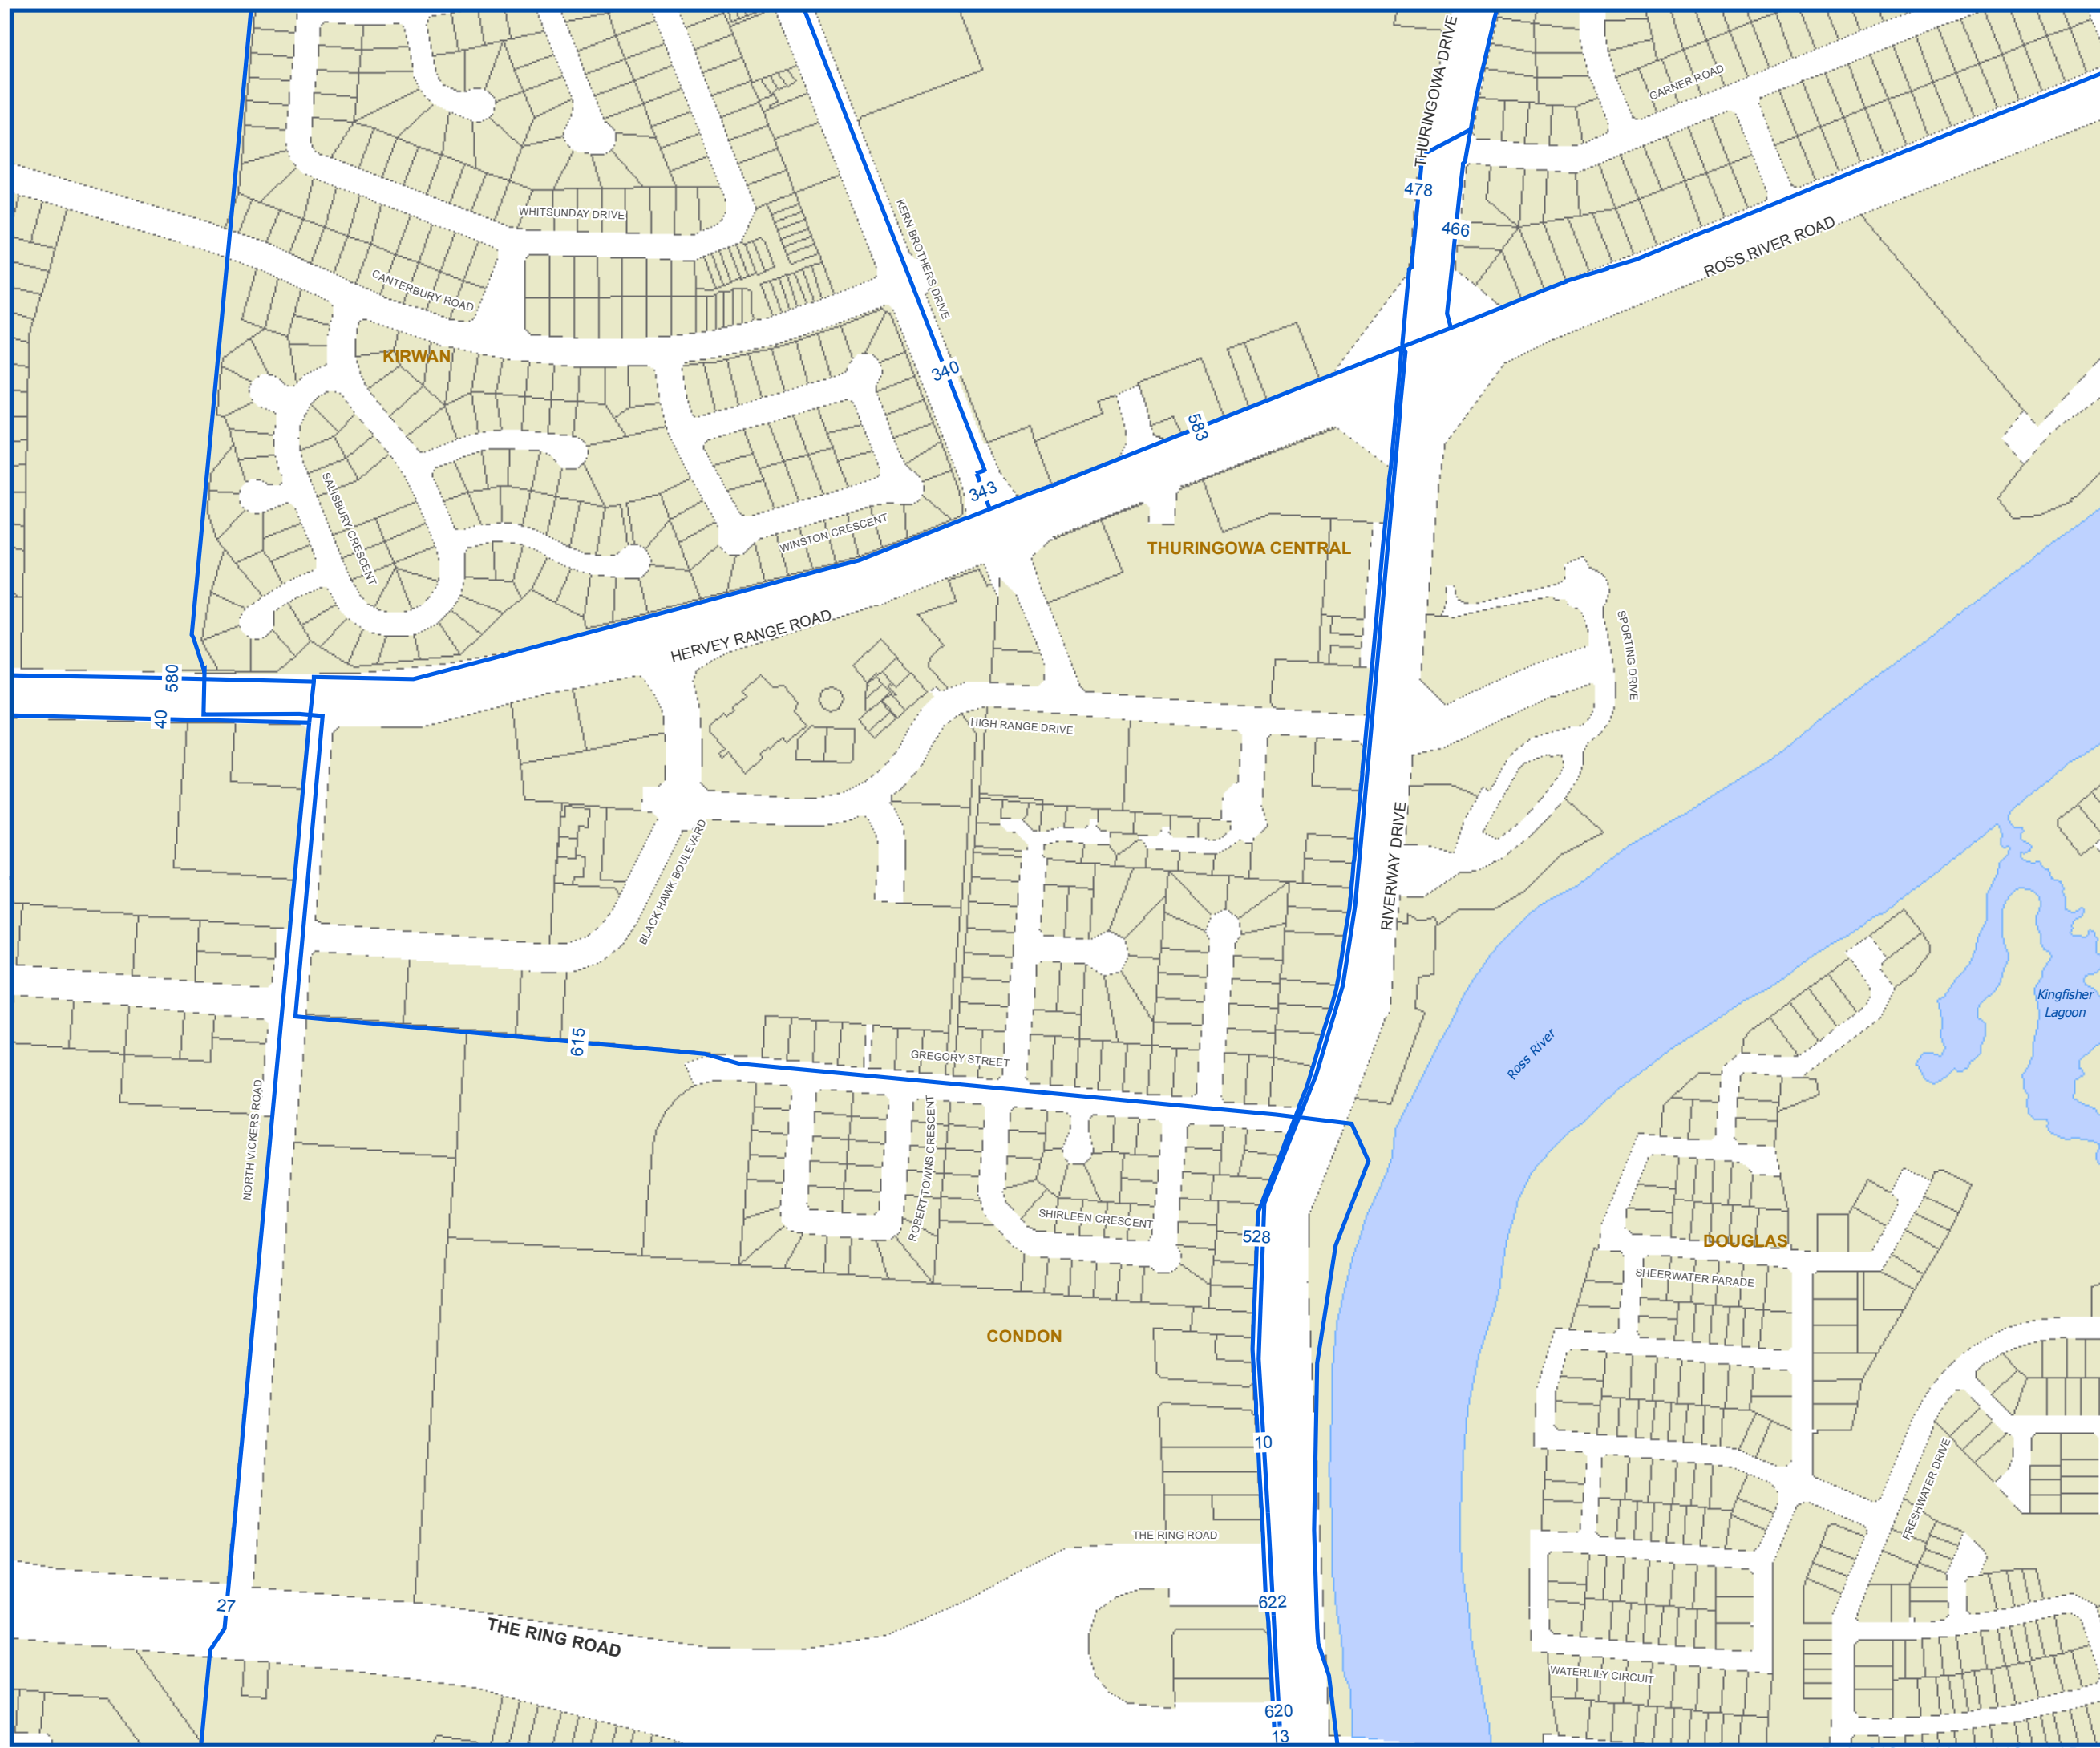 THURINGOWA DRIVE
GARNER ROAD
478
WHITSUNDAY DRIVE
466
KERN BROTHERS DRIVE
ROSS RIVER ROAD
CANTERBURY ROAD
KIRWAN
340
583
343
SALISBURY CRESCENT
WINSTON CRESCENT
THURINGOWA CENTRAL
HERVEY RANGE ROAD
SPORTING DRIVE
580
40
HIGH RANGE DRIVE
RIVERWAY DRIVE
BLACK HAWK BOULEVARD
Kingfisher
Lagoon
615
GREGORY STREET
Ross River
NORTH VICKERS ROAD
ROBERT TOWNS CRESCENT
SHIRLEEN CRESCENT
528
DOUGLAS
SHEERWATER PARADE
CONDON
10
FRESHWATER DRIVE
THE RING ROAD
27
622
THE RING ROAD
WATERLILY CIRCUIT
620
13